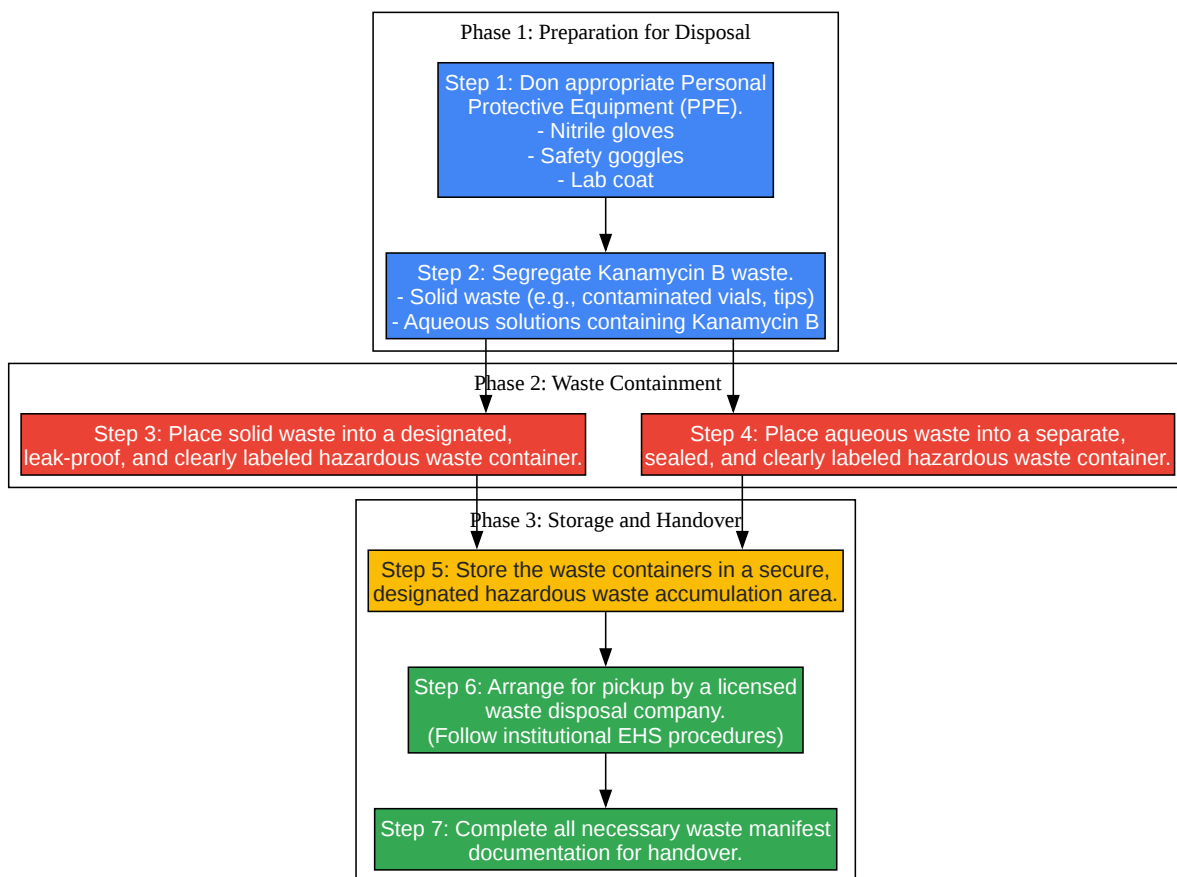 Phase 1: Preparation for Disposal
Step 1: Don appropriate Personal
Protective Equipment (PPE).
- Nitrile gloves
- Safety goggles
- Lab coat
Step 2: Segregate Kanamycin B waste.
- Solid waste (e.g., contaminated vials, tips)
- Aqueous solutions containing Kanamycin B
Phase 2: Waste Containment
Step 3: Place solid waste into a designated,
leak-proof, and clearly labeled hazardous waste container.
Step 4: Place aqueous waste into a separate,
sealed, and clearly labeled hazardous waste container.
Phase 3: Storage and Handover
Step 5: Store the waste containers in a secure,
designated hazardous waste accumulation area.
Step 6: Arrange for pickup by a licensed
waste disposal company.
(Follow institutional EHS procedures)
Step 7: Complete all necessary waste manifest
documentation for handover.